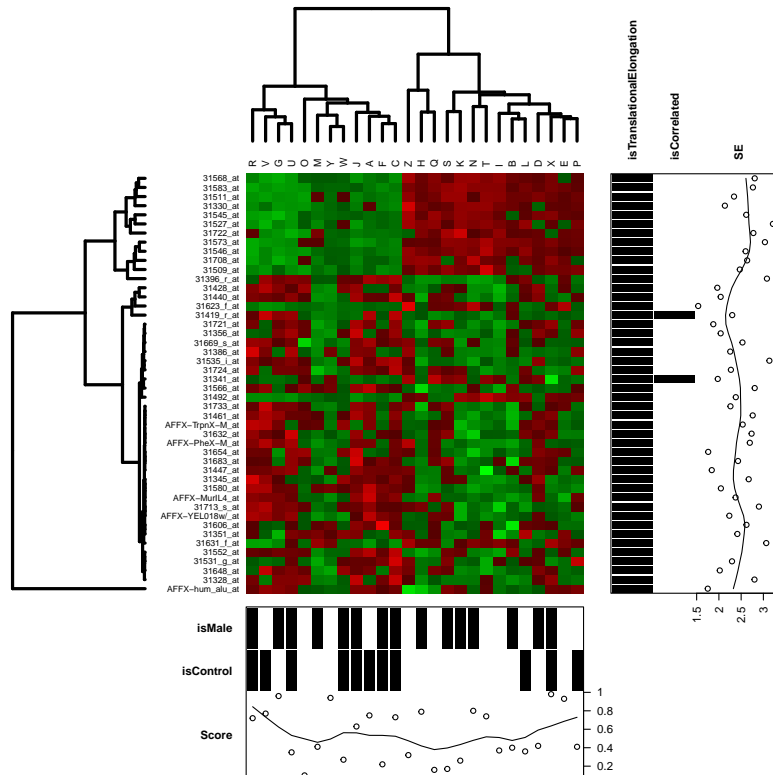 isTranslationalElongation
isCorrelated
SE
R V G U O M Y W J A F C Z H Q S K N T I B L D X E P
31568_at
31583_at
31511_at
31330_at
31545_at
31527_at
31722_at
31573_at
31546_at
31708_at
31509_at
31396_r_at
31428_at
31440_at
31623_f_at
31419_r_at
31721_at
31356_at
31669_s_at
31386_at
31535_i_at
31724_at
31341_at
31566_at
31492_at
31733_at
31461_at
AFFX-TrpnX-M_at
31632_at
AFFX-PheX-M_at
31654_at
31683_at
31447_at
31345_at
31580_at
AFFX-MurIL4_at
31713_s_at
AFFX-YEL018w/_at
31606_at
31351_at
31631_f_at
31552_at
31531_g_at
31648_at
31328_at
AFFX-hum_alu_at
1.5 2 2.5 3
isMale
isControl
Score
1
0.8
0.6
0.4
0.2